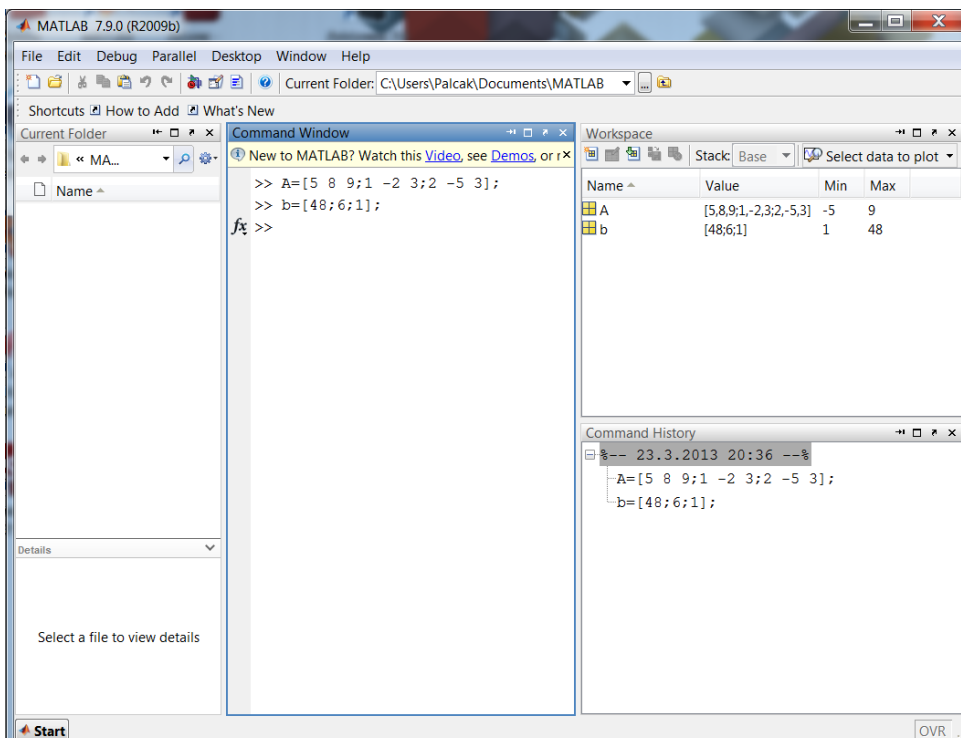 MATLAB 7.9.0 (R2009b)
File Edit Debug Parallel Desktop Window Help
Current Folder: C:\Users\Palcak\Documents\MATLAB ...
Shortcuts How to Add What's New
Current Folder
« MA...
Name
Details
Select a file to view details
Command Window
New to MATLAB? Watch this Video, see Demos, or
>> A=[5 8 9;1 -2 3;2 -5 3];
>> b=[48;6;1];
fx >>
Workspace
Stack: Base Select data to plot
Name Value Min Max
A [5,8,9;1,-2,3;2,-5,3] -5 9
b [48;6;1] 1 48
Command History
%-- 23.3.2013 20:36 --%
A=[5 8 9;1 -2 3;2 -5 3];
b=[48;6;1];
Start
OVR